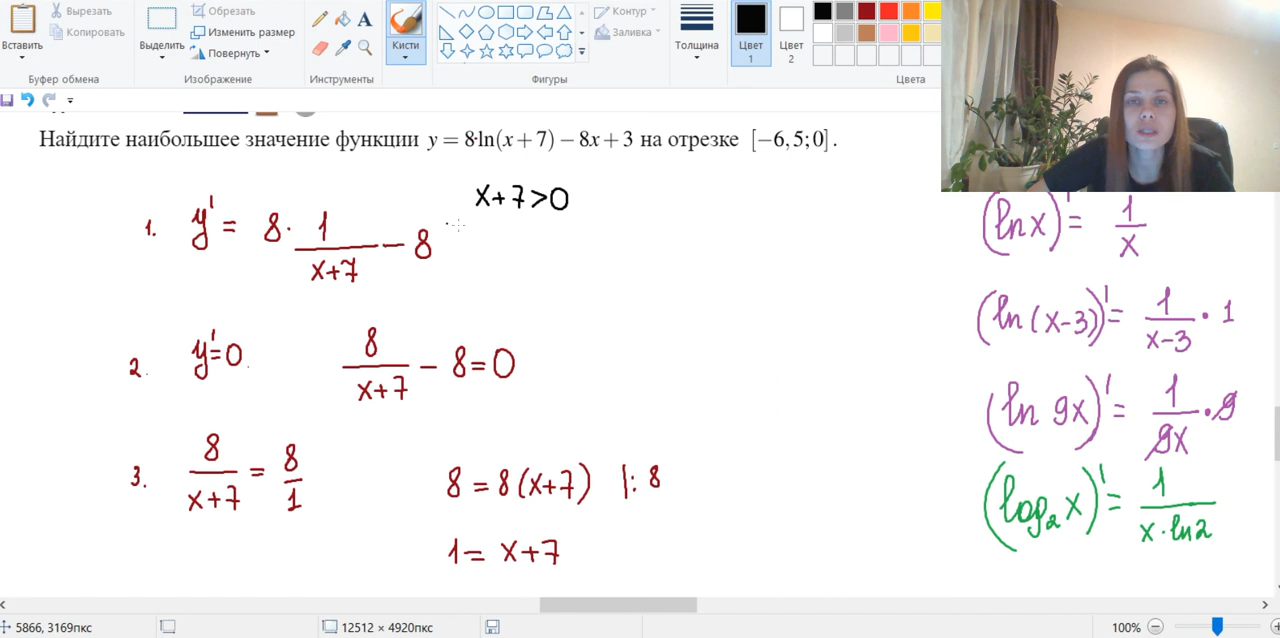 Вставить
Вырезать
Копировать
Буфер обмена
Выделить
Обрезать
Изменить размер
Повернуть
Изображение
A
Инструменты
Кисти
Фигуры
Контур
Заливка
Толщина
Цвет 1
Цвет 2
Цвета
Найдите наибольшее значение функции y = 8·ln(x + 7) − 8x + 3 на отрезке [−6, 5; 0].
x+7>0
1. y' = 8 · 1/(x+7) − 8
2. y'=0. 8/(x+7) − 8 = 0
3. 8/(x+7) = 8/1 8 = 8(x+7) |: 8
1 = x+7
(ln x)' = 1/x
(ln(x−3))' = 1/(x−3) · 1
(ln 9x)' = 1/(9x) · 9
(log₂ x)' = 1/(x·ln2)
5866, 3169пкс
12512 × 4920пкс
100%